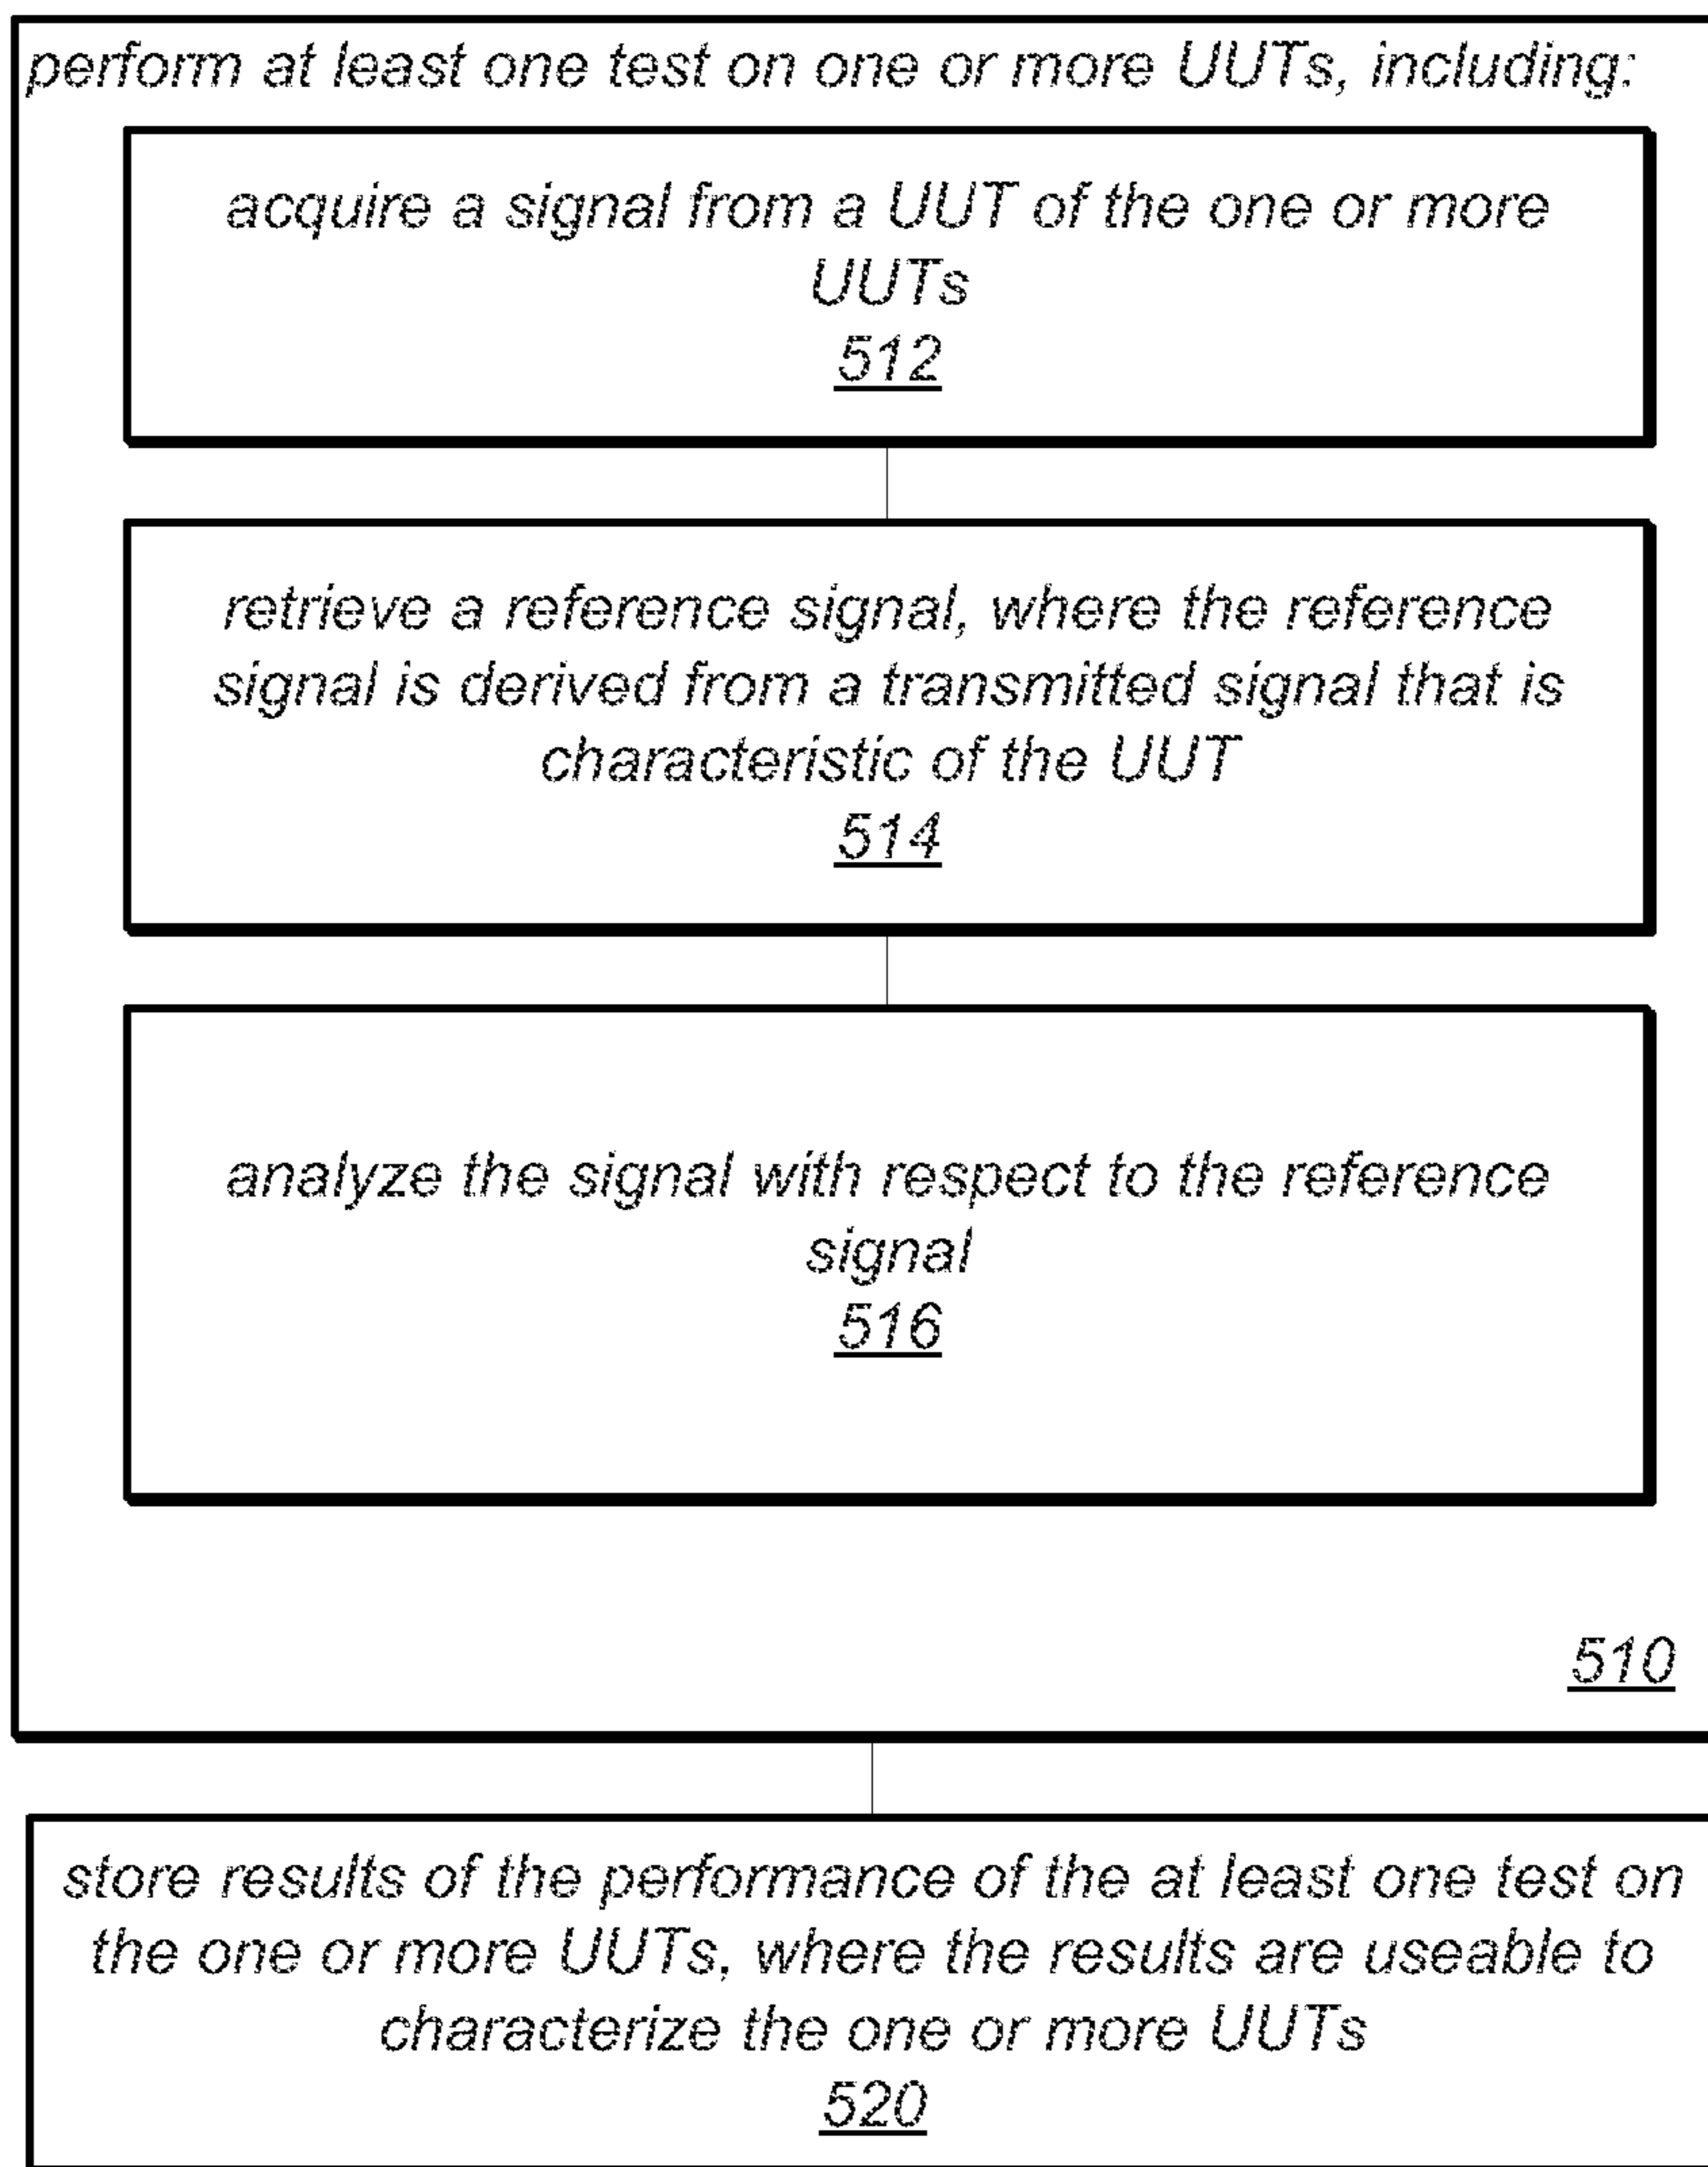 perform at least one test on one or more UUTs, including:
acquire a signal from a UUT of the one or more
UUTs
512
retrieve a reference signal, where the reference
signal is derived from a transmitted signal that is
characteristic of the UUT
514
analyze the signal with respect to the reference
signal
516
510
store results of the performance of the at least one test on
the one or more UUTs, where the results are useable to
characterize the one or more UUTs
520